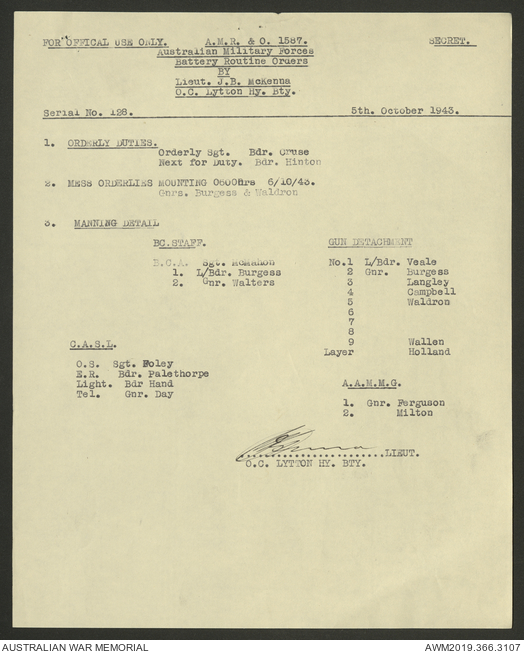 FOR OFFICAL USE ONLY. A.M.R. & O. 1587. SECRET.
Australian Military Forces
Battery Routine Orders
BY
Lieut. J.B. McKenna
O.C. Lytton Hy. Bty.
Serial No. 126. 5th. October 1943.
1. ORDERLY DUTIES.
Orderly Sgt. Bdr. Cruse
Next for Duty. Bdr. Hinton
2. MESS ORDERLIES MOUNTING 0600hrs 6/10/43.
Gnrs. Burgess & Waldron
3. MANNING DETAIL
BC.STAFF.
B.C.A. Sgt. McMahon
1. L/Bdr. Burgess
2. Gnr. Walters
GUN DETACHMENT
No.1 L/Bdr. Veale
2 Gnr. Burgess
3 Langley
4 Campbell
5 Waldron
6
7
8
9 Wallen
Layer Holland
C.A.S.L.
O.S. Sgt. Foley
E.R. Bdr. Palethorpe
Light. Bdr Hand
Tel. Gnr. Day
A.A.M.M.G.
1. Gnr. Ferguson
2. Milton
LIEUT.
O.C. LYTTON HY. BTY.
AUSTRALIAN WAR MEMORIAL AWM2019.366.3107